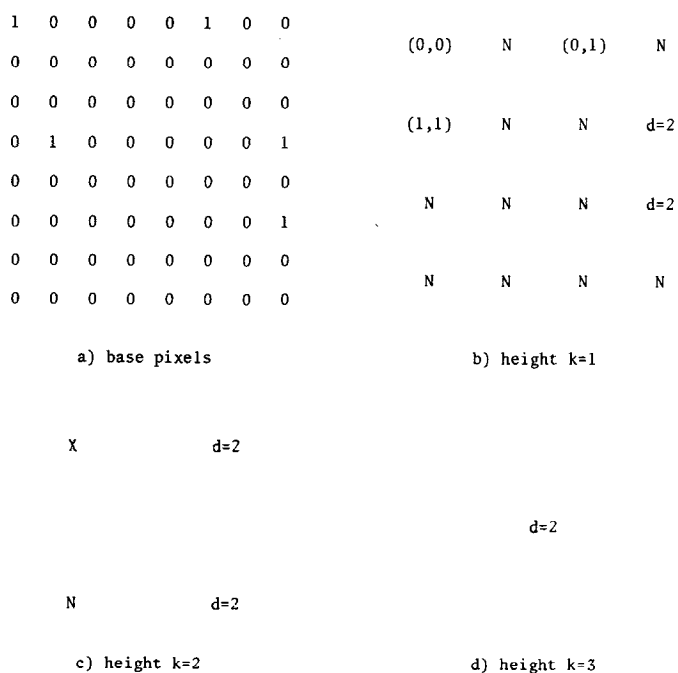 1 0 0 0 0 1 0 0
0 0 0 0 0 0 0 0
0 0 0 0 0 0 0 0
0 1 0 0 0 0 0 1
0 0 0 0 0 0 0 0
0 0 0 0 0 0 0 1
0 0 0 0 0 0 0 0
0 0 0 0 0 0 0 0
a) base pixels
(0,0) N (0,1) N
(1,1) N N d=2
N N N d=2
N N N N
b) height k=1
X d=2
N d=2
c) height k=2
d=2
d) height k=3